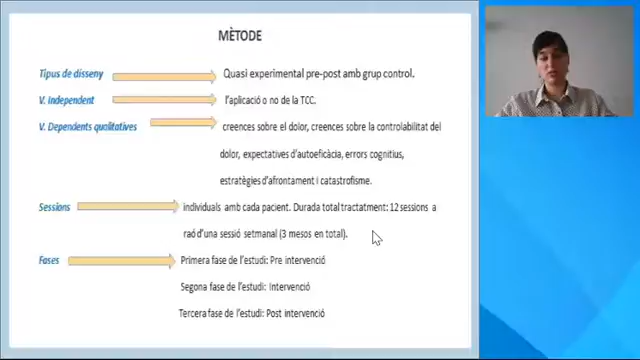 MÈTODE
Tipus de disseny Quasi experimental pre-post amb grup control.
V. Independent l'aplicació o no de la TCC.
V. Dependents qualitatives creences sobre el dolor, creences sobre la controlabilitat del
dolor, expectatives d'autoeficàcia, errors cognitius,
estratègies d'afrontament i catastrofisme.
Sessions individuals amb cada pacient. Durada total tractament: 12 sessions a
raó d'una sessió setmanal (3 mesos en total).
Fases Primera fase de l'estudi: Pre intervenció
Segona fase de l'estudi: Intervenció
Tercera fase de l'estudi: Post intervenció